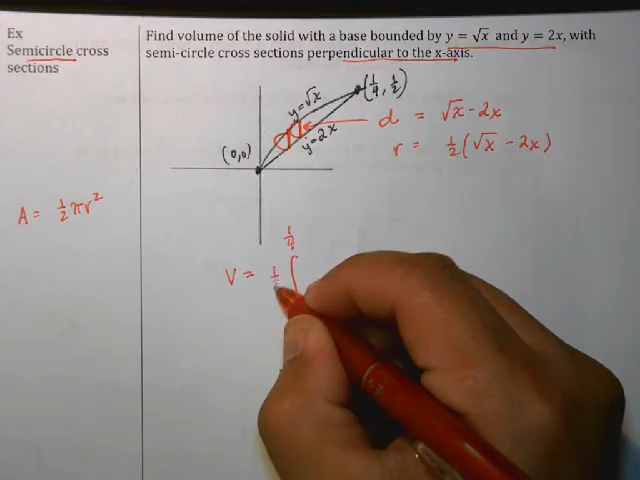 Ex
Semicircle cross
sections
Find volume of the solid with a base bounded by y = √x and y = 2x, with
semi-circle cross sections perpendicular to the x-axis.
(1/4, 1/2)
y=√x
y=2x
(0,0)
d = √x - 2x
r = 1/2(√x - 2x)
A = 1/2 πr²
1/4
V = 1/2 ∫